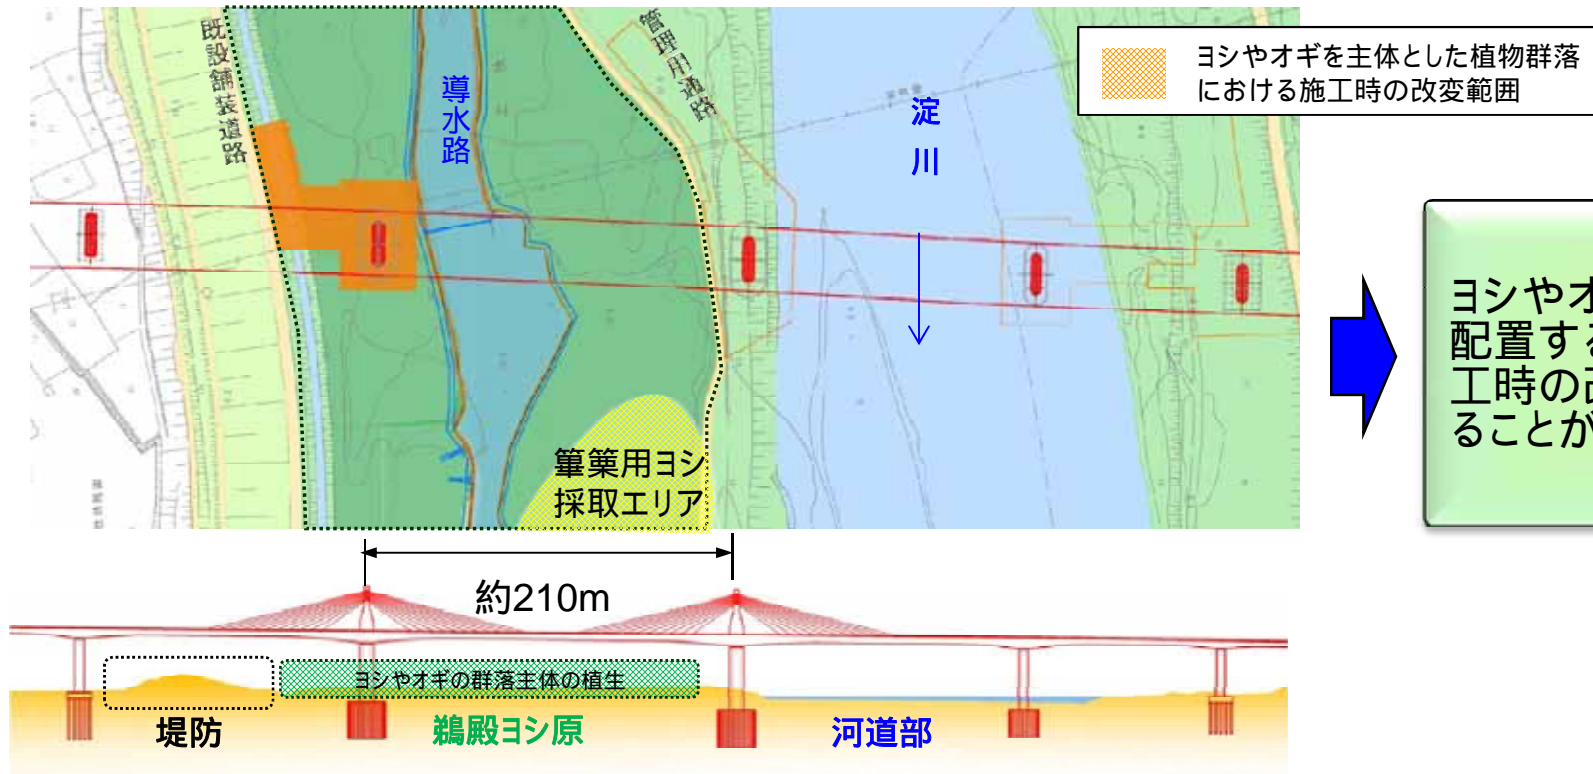 既設舗装道路
導水路
管理用通路
淀川
ヨシやオギを主体とした植物群落
における施工時の改変範囲
篳篥用ヨシ
採取エリア
ヨシやオ
配置する
工時の改
ることが
約210m
ヨシやオギの群落主体の植生
堤防
鵜殿ヨシ原
河道部